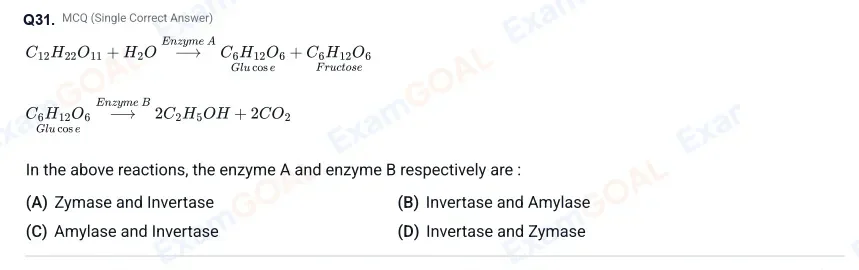 Q31. MCQ (Single Correct Answer)
C₁₂H₂₂O₁₁ + H₂O —Enzyme A→ C₆H₁₂O₆ + C₆H₁₂O₆
Glucose Fructose
C₆H₁₂O₆ —Enzyme B→ 2C₂H₅OH + 2CO₂
Glucose
In the above reactions, the enzyme A and enzyme B respectively are :
(A) Zymase and Invertase (B) Invertase and Amylase
(C) Amylase and Invertase (D) Invertase and Zymase
ExamGOAL